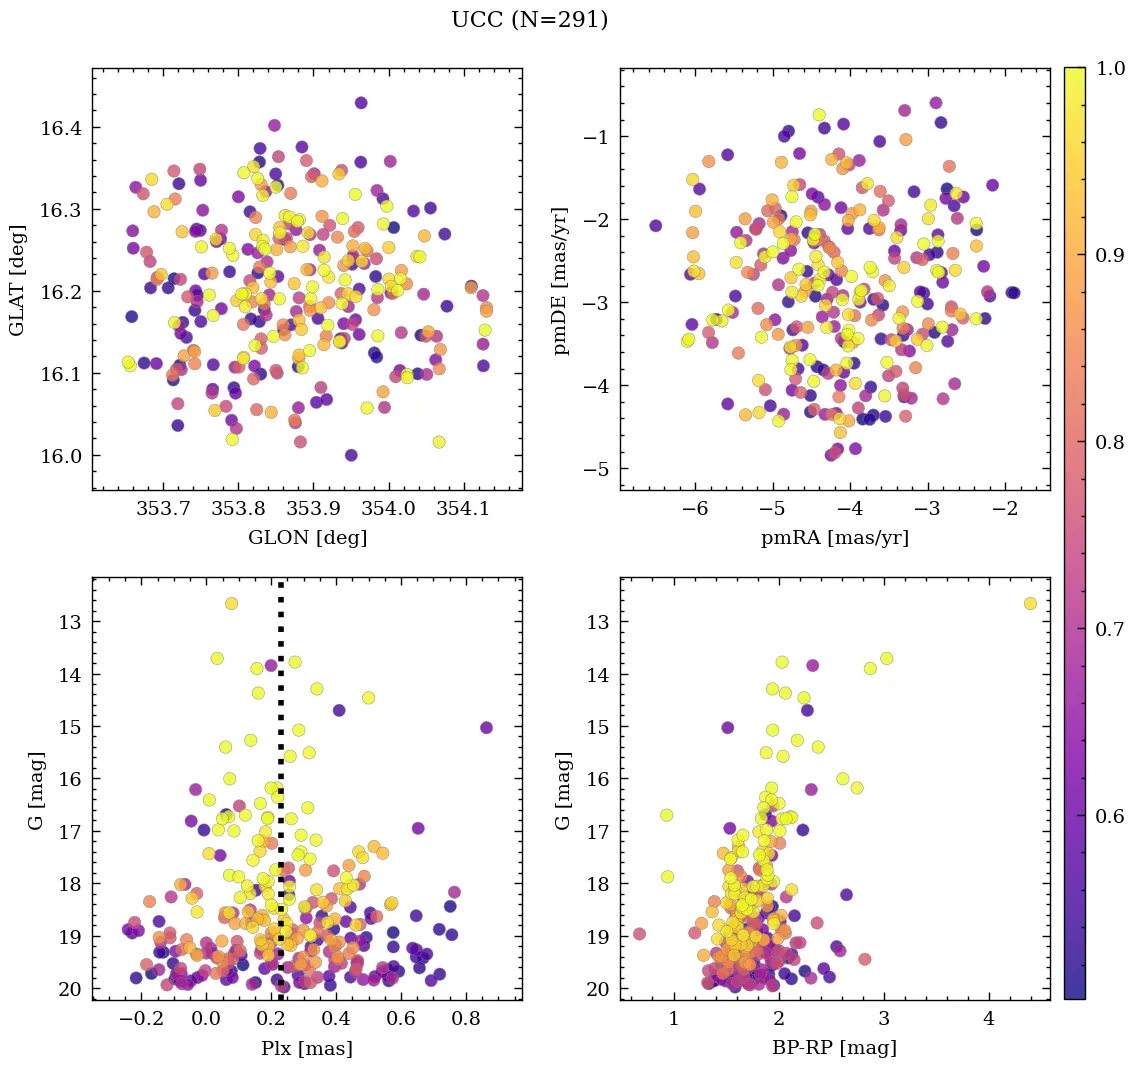 UCC (N=291)
16.4
16.3
16.2
16.1
16.0
GLAT [deg]
353.7 353.8 353.9 354.0 354.1
GLON [deg]
−1
−2
−3
−4
−5
pmDE [mas/yr]
−6 −5 −4 −3 −2
pmRA [mas/yr]
13
14
15
16
17
18
19
20
G [mag]
−0.2 0.0 0.2 0.4 0.6 0.8
Plx [mas]
13
14
15
16
17
18
19
20
G [mag]
1 2 3 4
BP-RP [mag]
1.0
0.9
0.8
0.7
0.6